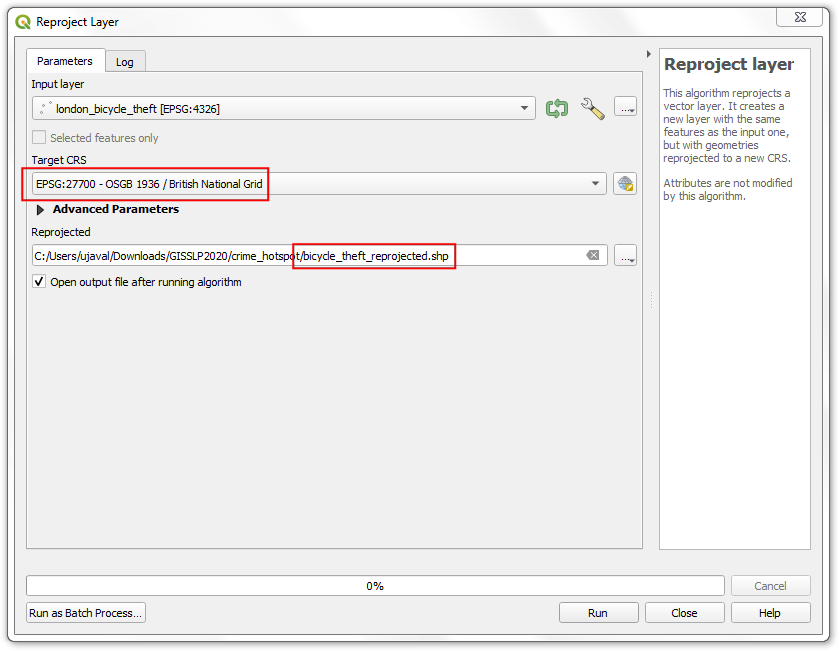 Reproject Layer
Parameters
Log
Input layer
london_bicycle_theft [EPSG:4326]
...
Selected features only
Target CRS
EPSG:27700 - OSGB 1936 / British National Grid
Advanced Parameters
Reprojected
C:/Users/ujaval/Downloads/GISSLP2020/crime_hotspot/bicycle_theft_reprojected.shp
...
Open output file after running algorithm
Reproject layer
This algorithm reprojects a
vector layer. It creates a
new layer with the same
features as the input one,
but with geometries
reprojected to a new CRS.
Attributes are not modified
by this algorithm.
0%
Cancel
Run as Batch Process...
Run
Close
Help